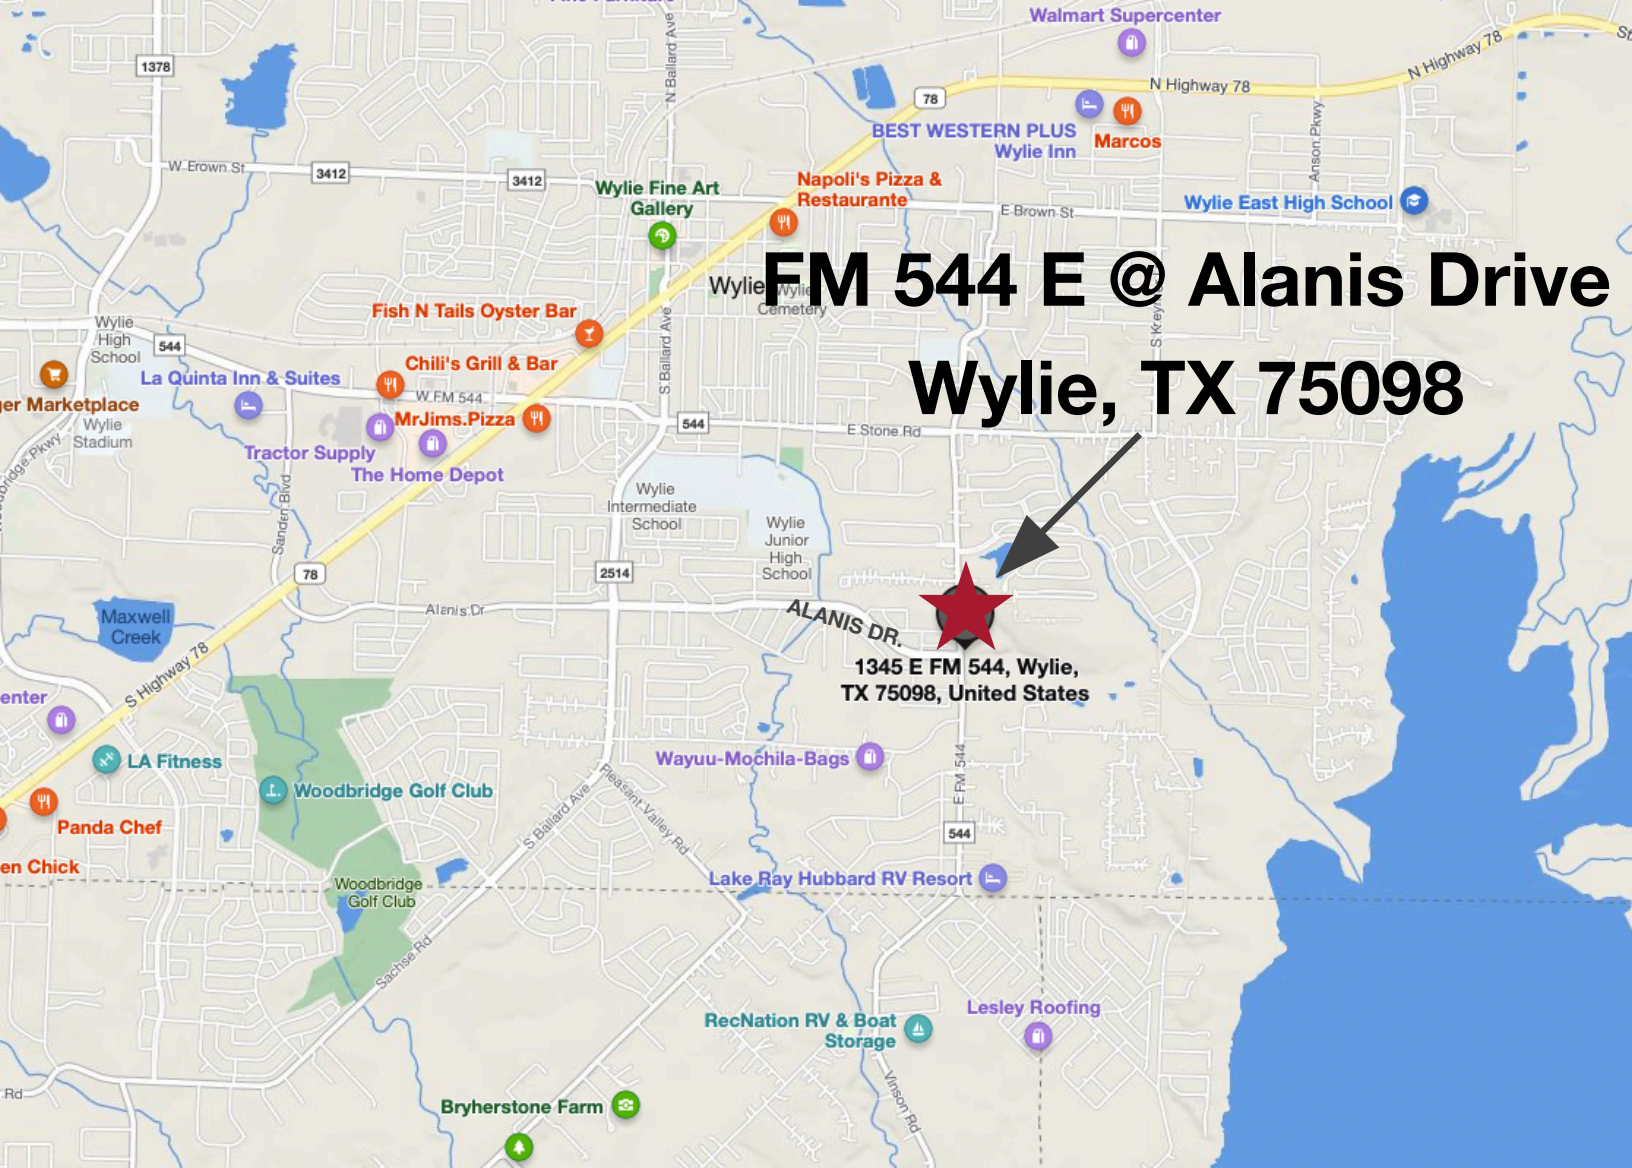 Walmart Supercenter
1378
N Ballard Ave
N Highway 78
N Highway 78
78
BEST WESTERN PLUS
Wylie Inn
Marcos
Anson Pkwy
W Brown St
3412
3412
Wylie Fine Art
Gallery
Napoli's Pizza &
Restaurante
E Brown St
Wylie East High School
FM 544 E @ Alanis Drive
Wylie, TX 75098
Wylie
Wylie
Cemetery
Fish N Tails Oyster Bar
Wylie
High
School
544
Chili's Grill & Bar
S Ballard Ave
La Quinta Inn & Suites
W FM 544
ger Marketplace
Wylie
Stadium
MrJims.Pizza
544
E Stone Rd
Tractor Supply
The Home Depot
Sanden Blvd
Wylie
Intermediate
School
Wylie
Junior
High
School
78
2514
Alanis Dr
ALANIS DR.
Maxwell
Creek
S Highway 78
1345 E FM 544, Wylie,
TX 75098, United States
enter
LA Fitness
Wayuu-Mochila-Bags
E FM 544
Woodbridge Golf Club
Panda Chef
S Ballard Ave
Pleasant Valley Rd
544
en Chick
Lake Ray Hubbard RV Resort
Woodbridge
Golf Club
Sachse Rd
RecNation RV & Boat
Storage
Lesley Roofing
Rd
Bryherstone Farm
Vinson Rd